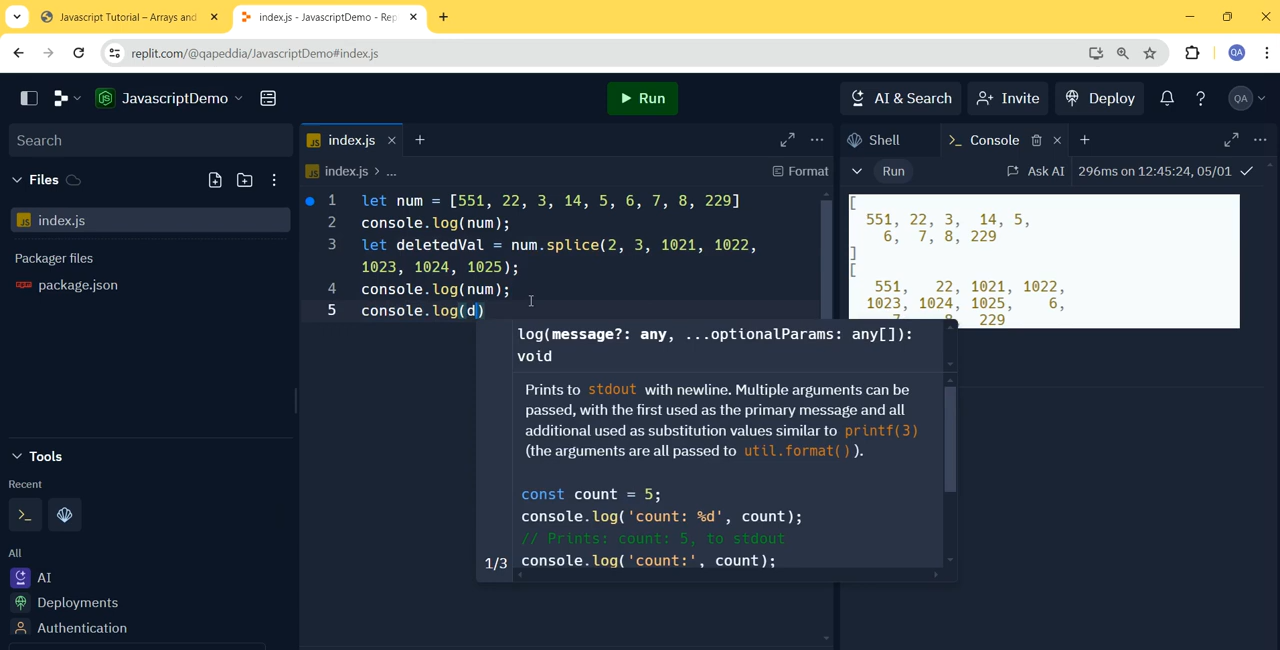 Javascript Tutorial – Arrays and
index.js - JavascriptDemo - Rep
replit.com/@qapeddia/JavascriptDemo#index.js
QA
JavascriptDemo
Run
AI & Search
Invite
Deploy
?
QA
Search
index.js
Shell
Console
index.js > ...
Format
Run
Ask AI
296ms on 12:45:24, 05/01
Files
index.js
Packager files
package.json
1 let num = [551, 22, 3, 14, 5, 6, 7, 8, 229]
2 console.log(num);
3 let deletedVal = num.splice(2, 3, 1021, 1022,
1023, 1024, 1025);
4 console.log(num);
5 console.log(d)
log(message?: any, ...optionalParams: any[]):
void
Prints to stdout with newline. Multiple arguments can be
passed, with the first used as the primary message and all
additional used as substitution values similar to printf(3)
(the arguments are all passed to util.format() ).
const count = 5;
console.log('count: %d', count);
// Prints: count: 5, to stdout
console.log('count:', count);
1/3
[
551, 22, 3, 14, 5,
6, 7, 8, 229
]
[
551, 22, 1021, 1022,
1023, 1024, 1025, 6,
7, 8, 229
Tools
Recent
All
AI
Deployments
Authentication